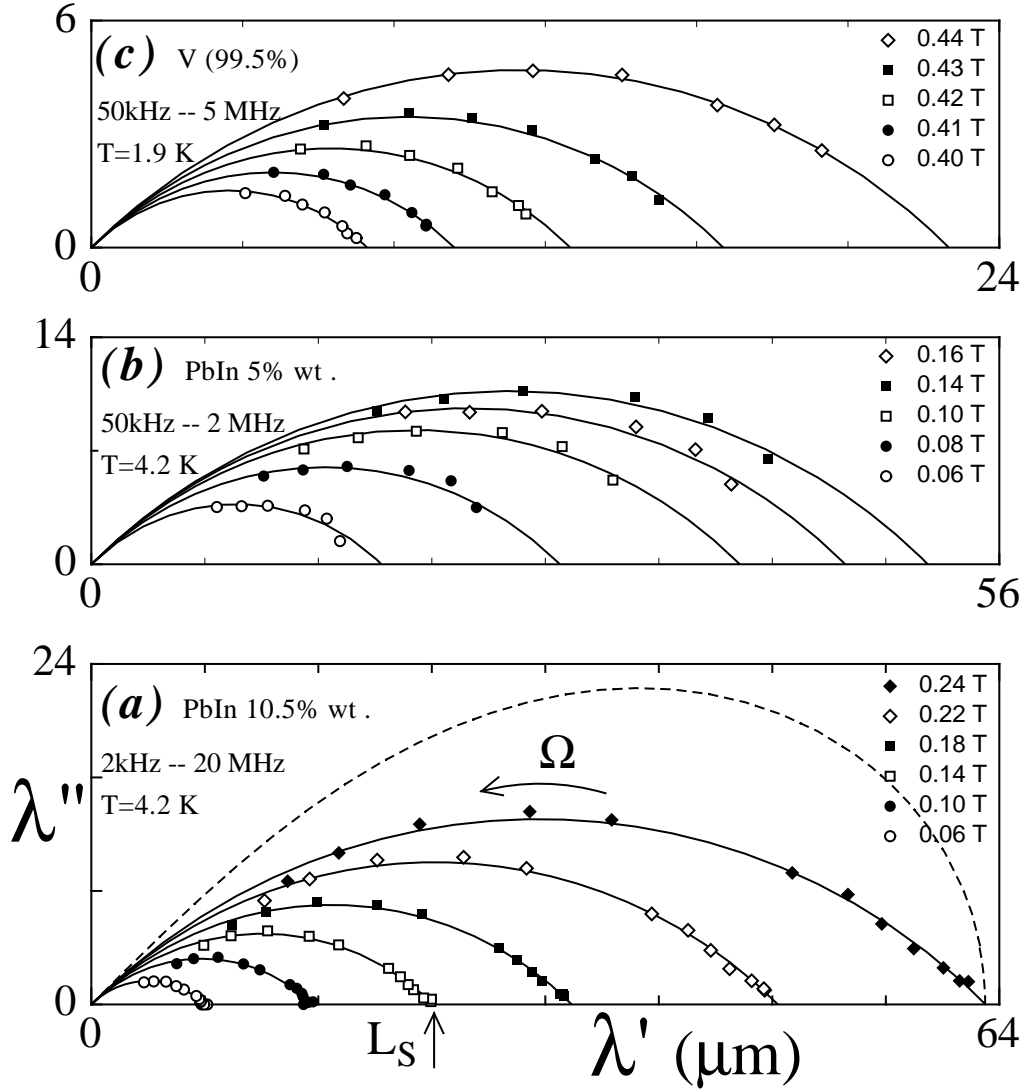 6
(c) V (99.5%)
50kHz -- 5 MHz
T=1.9 K
0.44 T
0.43 T
0.42 T
0.41 T
0.40 T
0
0
24
14
(b) PbIn 5% wt .
50kHz -- 2 MHz
T=4.2 K
0.16 T
0.14 T
0.10 T
0.08 T
0.06 T
0
0
56
24
(a) PbIn 10.5% wt .
2kHz -- 20 MHz
T=4.2 K
Ω
0.24 T
0.22 T
0.18 T
0.14 T
0.10 T
0.06 T
λ''
0
0
L_S
λ' (μm)
64